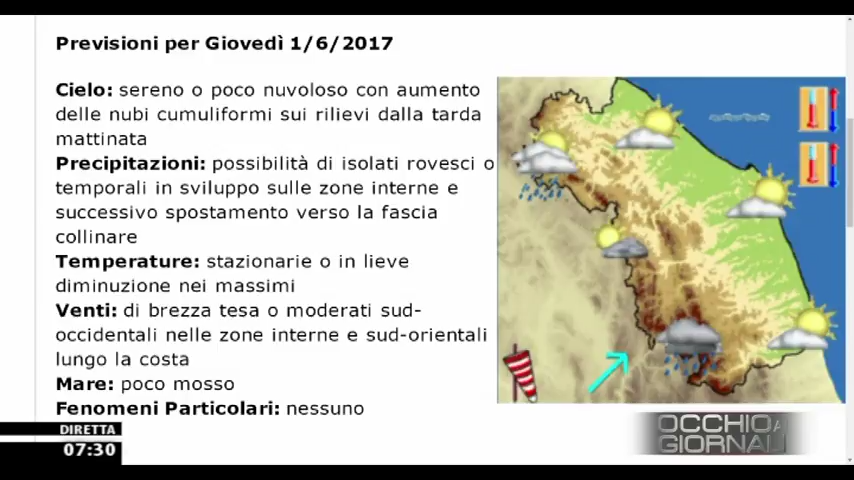 Previsioni per Giovedì 1/6/2017
Cielo: sereno o poco nuvoloso con aumento
delle nubi cumuliformi sui rilievi dalla tarda
mattinata
Precipitazioni: possibilità di isolati rovesci o
temporali in sviluppo sulle zone interne e
successivo spostamento verso la fascia
collinare
Temperature: stazionarie o in lieve
diminuzione nei massimi
Venti: di brezza tesa o moderati sud-
occidentali nelle zone interne e sud-orientali
lungo la costa
Mare: poco mosso
Fenomeni Particolari: nessuno
DIRETTA
07:30
OCCHIO AI
GIORNALI